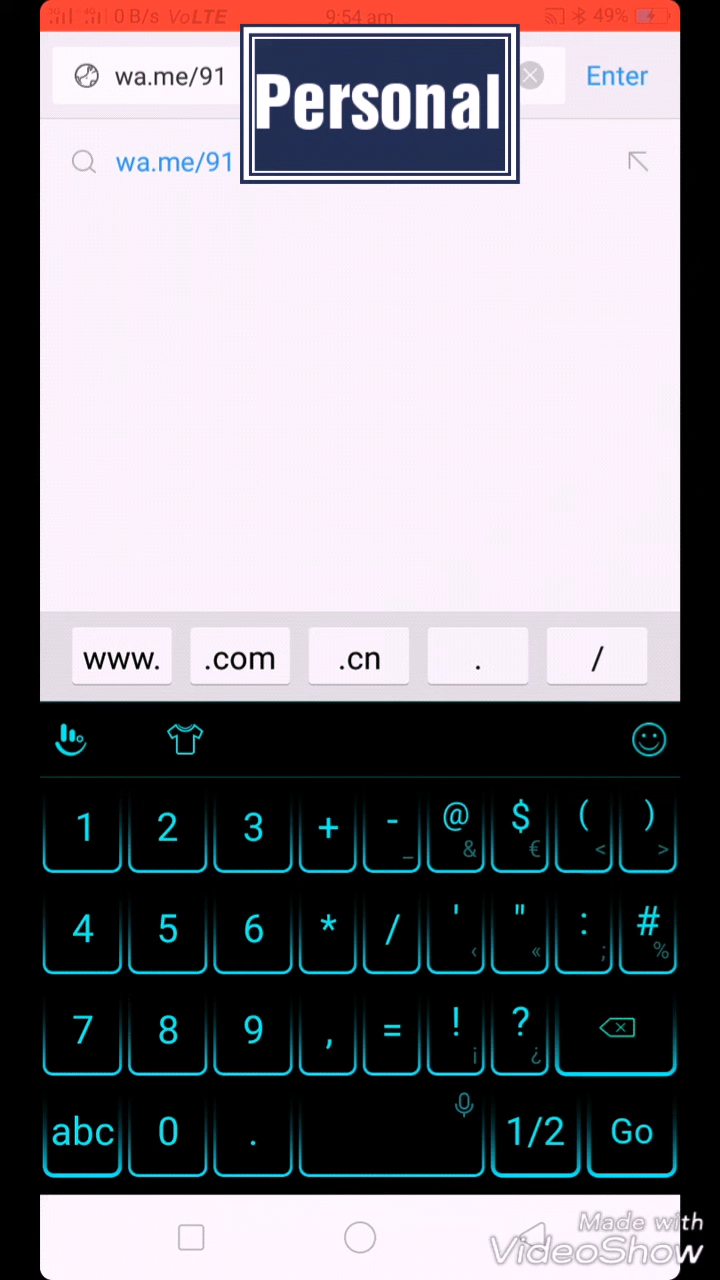 0 B/s VoLTE 9:54 am 49%
wa.me/91 Personal Enter
wa.me/91
www. .com .cn . /
1 2 3 + - _ @ & $ € ( < ) >
4 5 6 * / ' ‹ " « : ; # %
7 8 9 , = ! ¡ ? ¿
abc 0 . 1/2 Go
Made with
VideoShow